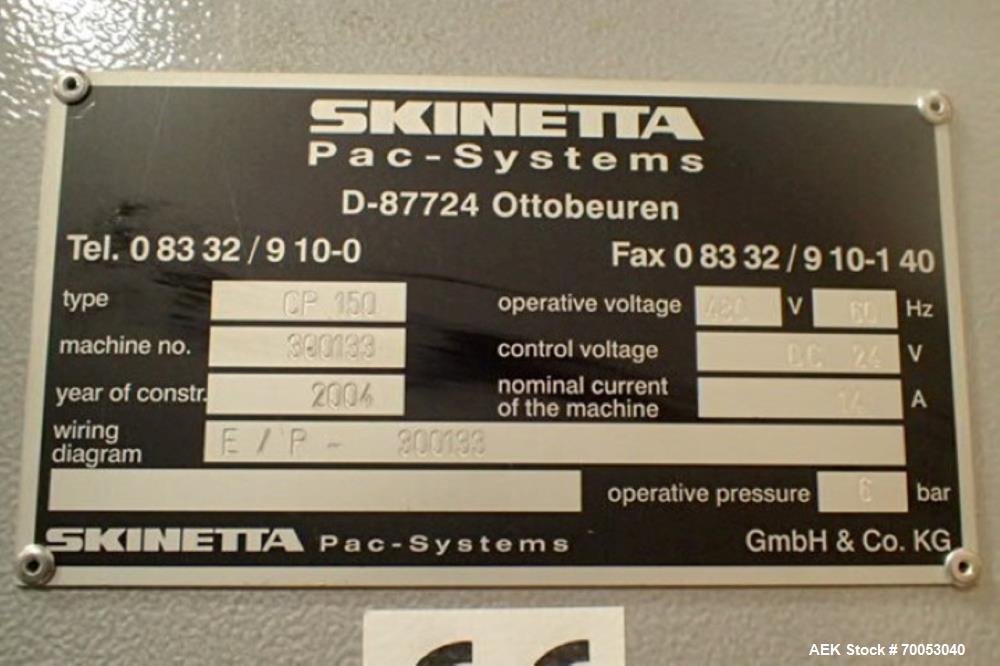 SKINETTA
Pac-Systems
D-87724 Ottobeuren
Tel. 0 83 32 / 9 10-0 Fax 0 83 32 / 9 10-1 40
type CP 150 operative voltage 480 V 60 Hz
machine no. 300133 control voltage DC 24 V
year of constr. 2004 nominal current of the machine 14 A
wiring diagram E / P - 300133
operative pressure 6 bar
SKINETTA Pac-Systems GmbH & Co. KG
AEK Stock # 70053040